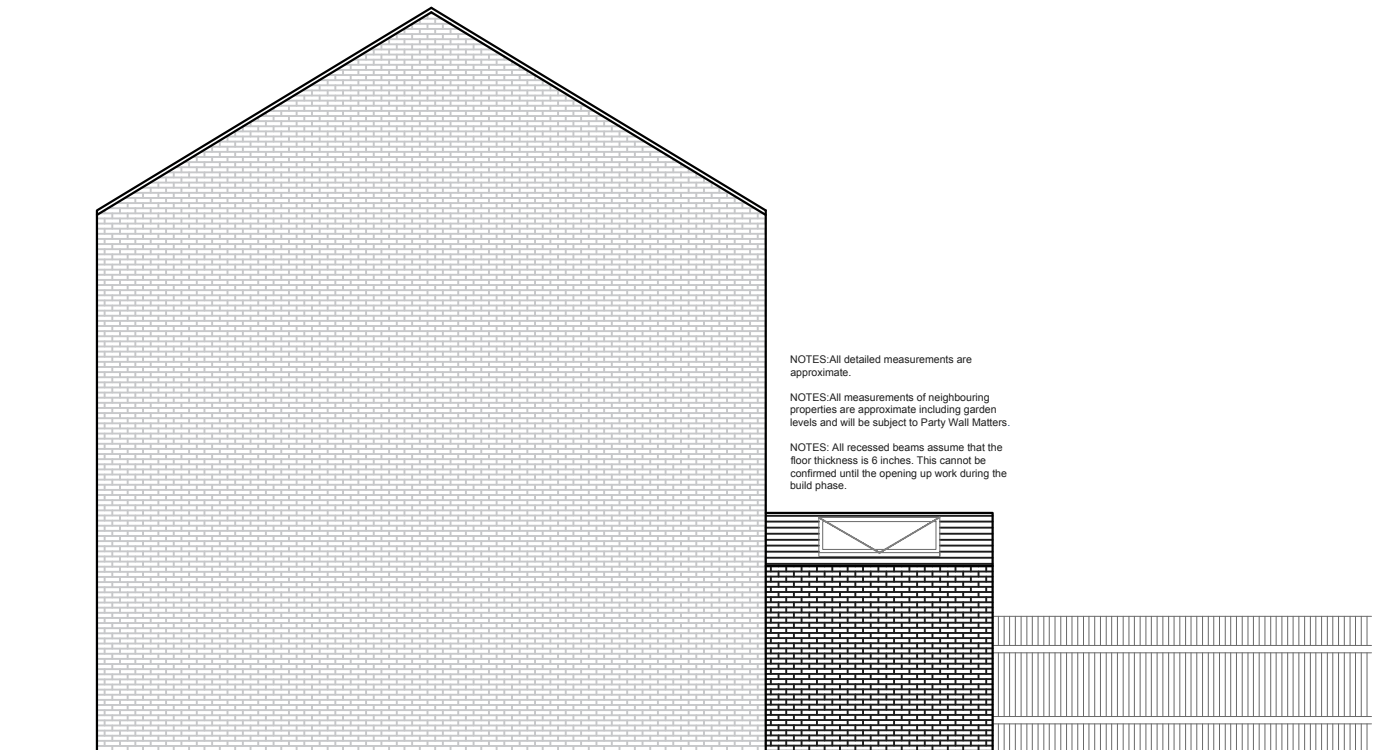 NOTES:All detailed measurements are
approximate.
NOTES:All measurements of neighbouring
properties are approximate including garden
levels and will be subject to Party Wall Matters.
NOTES: All recessed beams assume that the
floor thickness is 6 inches. This cannot be
confirmed until the opening up work during the
build phase.